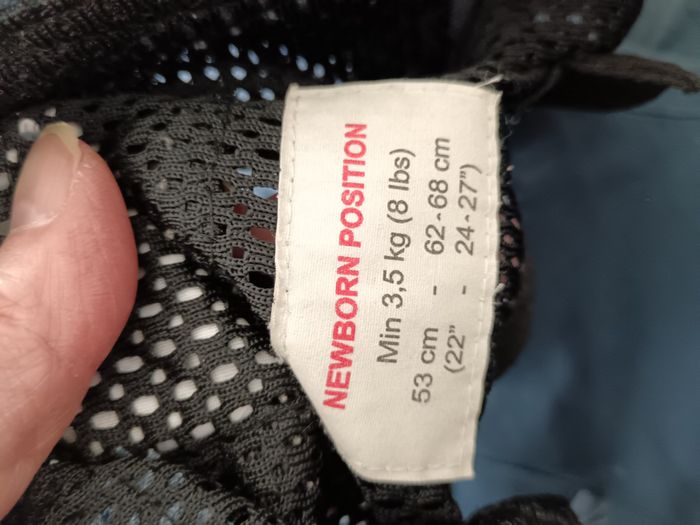 NEWBORN POSITION
Min 3,5 kg (8 lbs)
53 cm - 62-68 cm
(22" - 24-27")